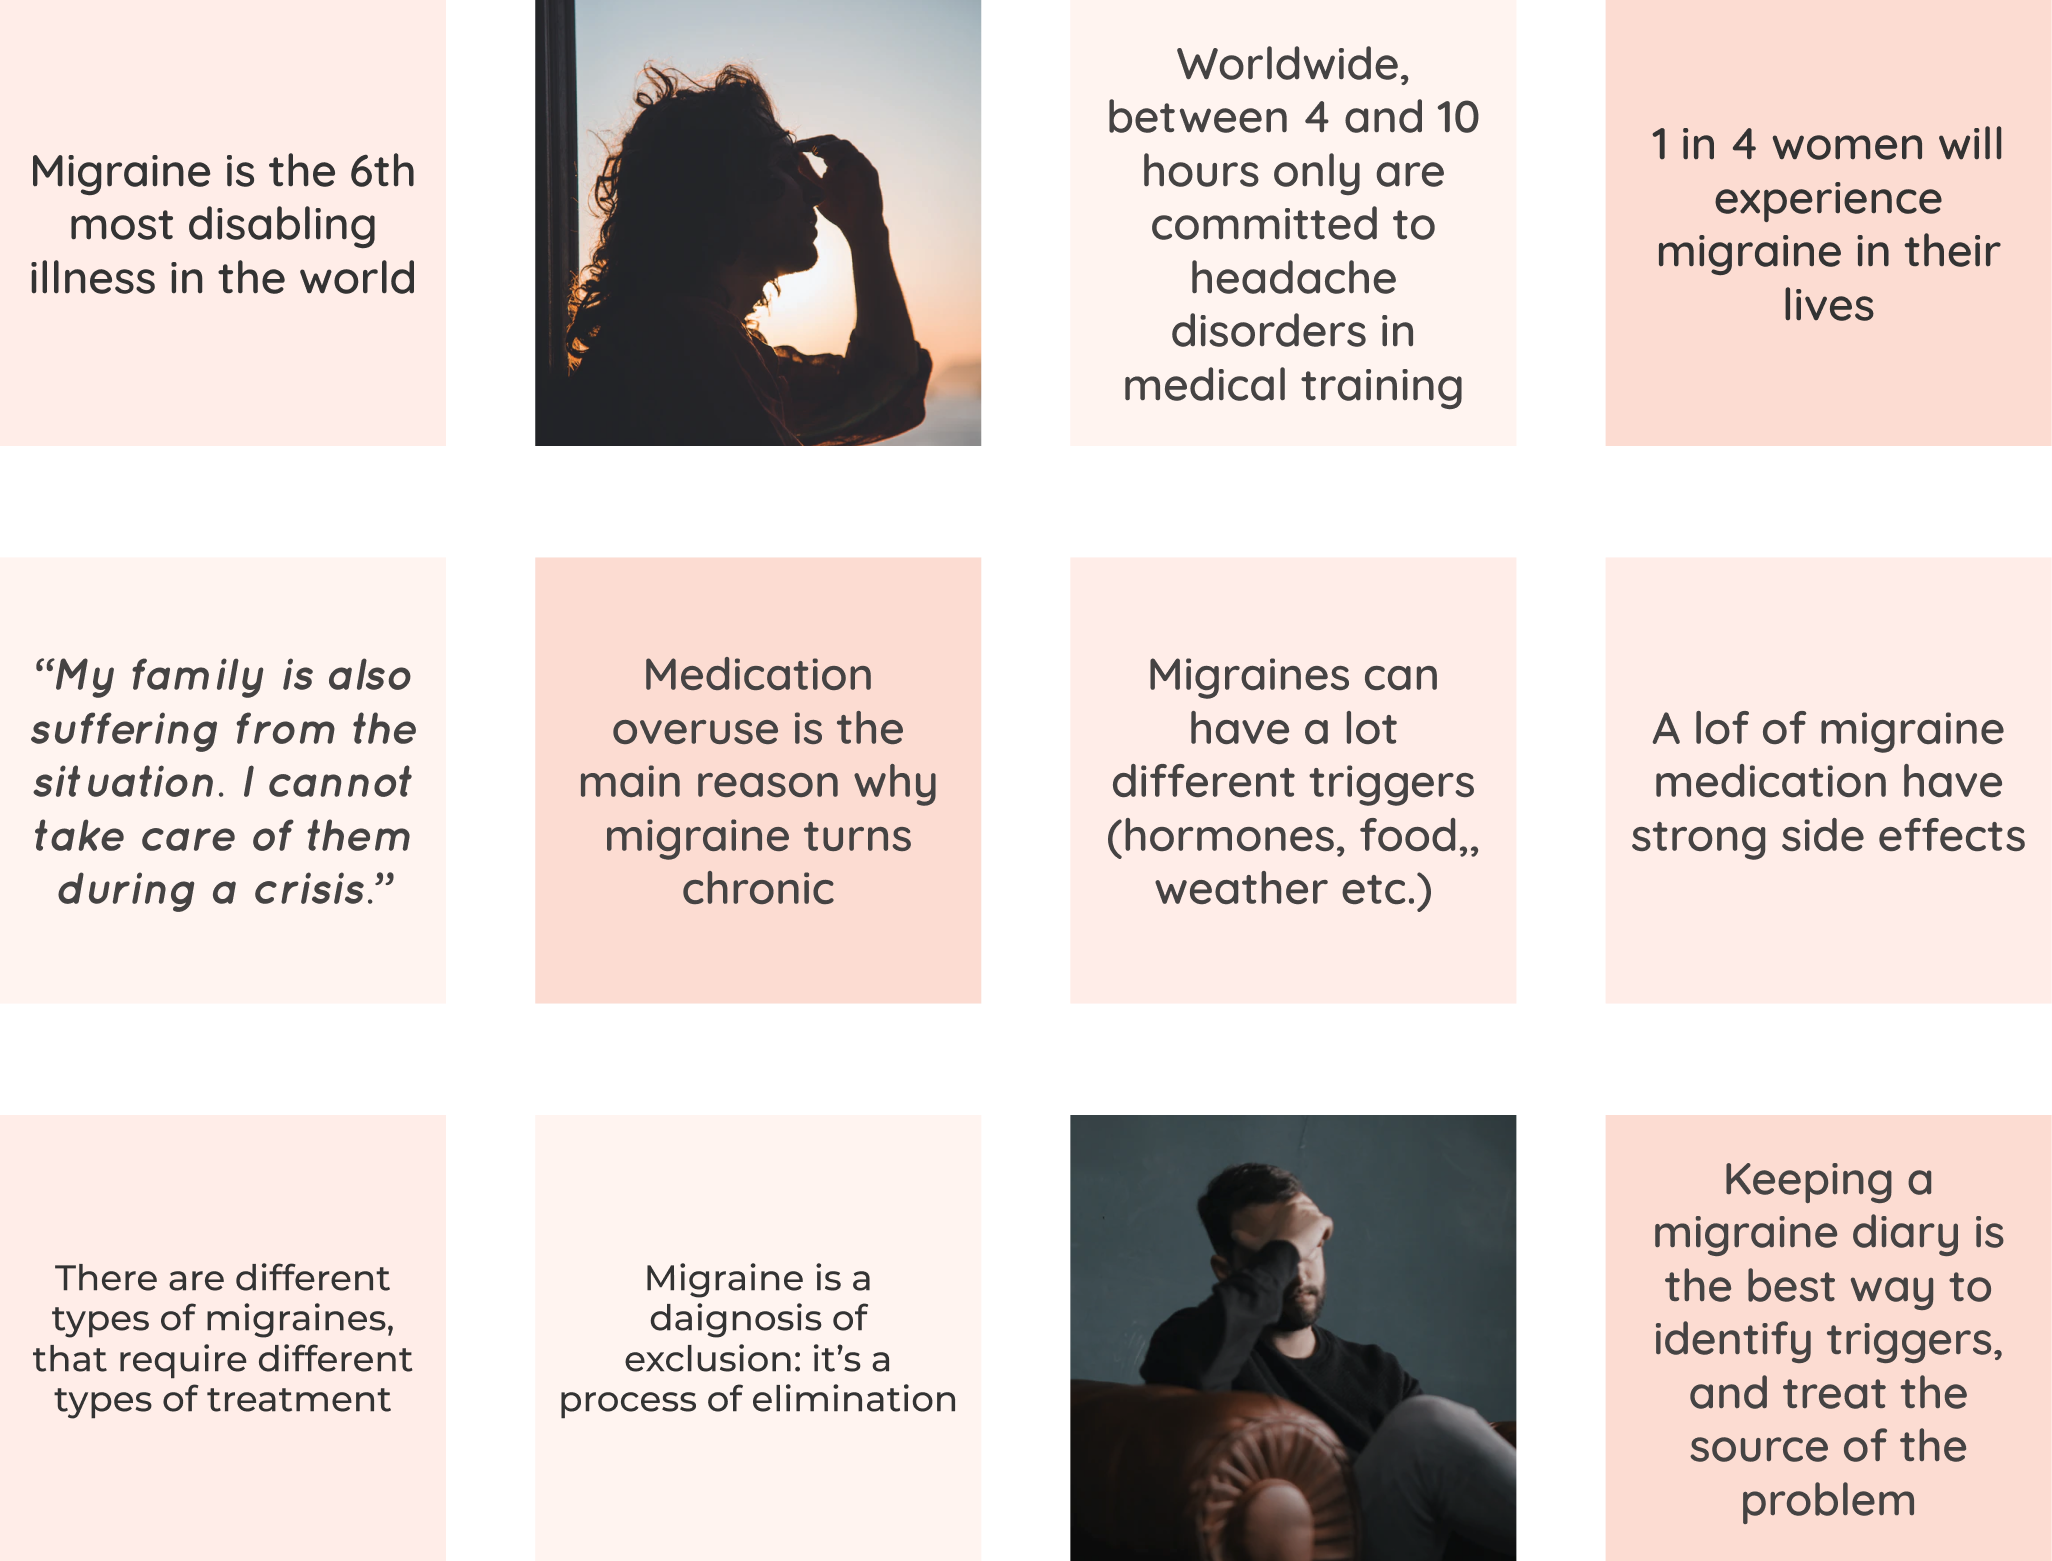 Migraine is the 6th
most disabling
illness in the world
Worldwide,
between 4 and 10
hours only are
committed to
headache
disorders in
medical training
1 in 4 women will
experience
migraine in their
lives
“My family is also
suffering from the
situation. I cannot
take care of them
during a crisis.”
Medication
overuse is the
main reason why
migraine turns
chronic
Migraines can
have a lot
different triggers
(hormones, food,,
weather etc.)
A lof of migraine
medication have
strong side effects
There are different
types of migraines,
that require different
types of treatment
Migraine is a
daignosis of
exclusion: it’s a
process of elimination
Keeping a
migraine diary is
the best way to
identify triggers,
and treat the
source of the
problem